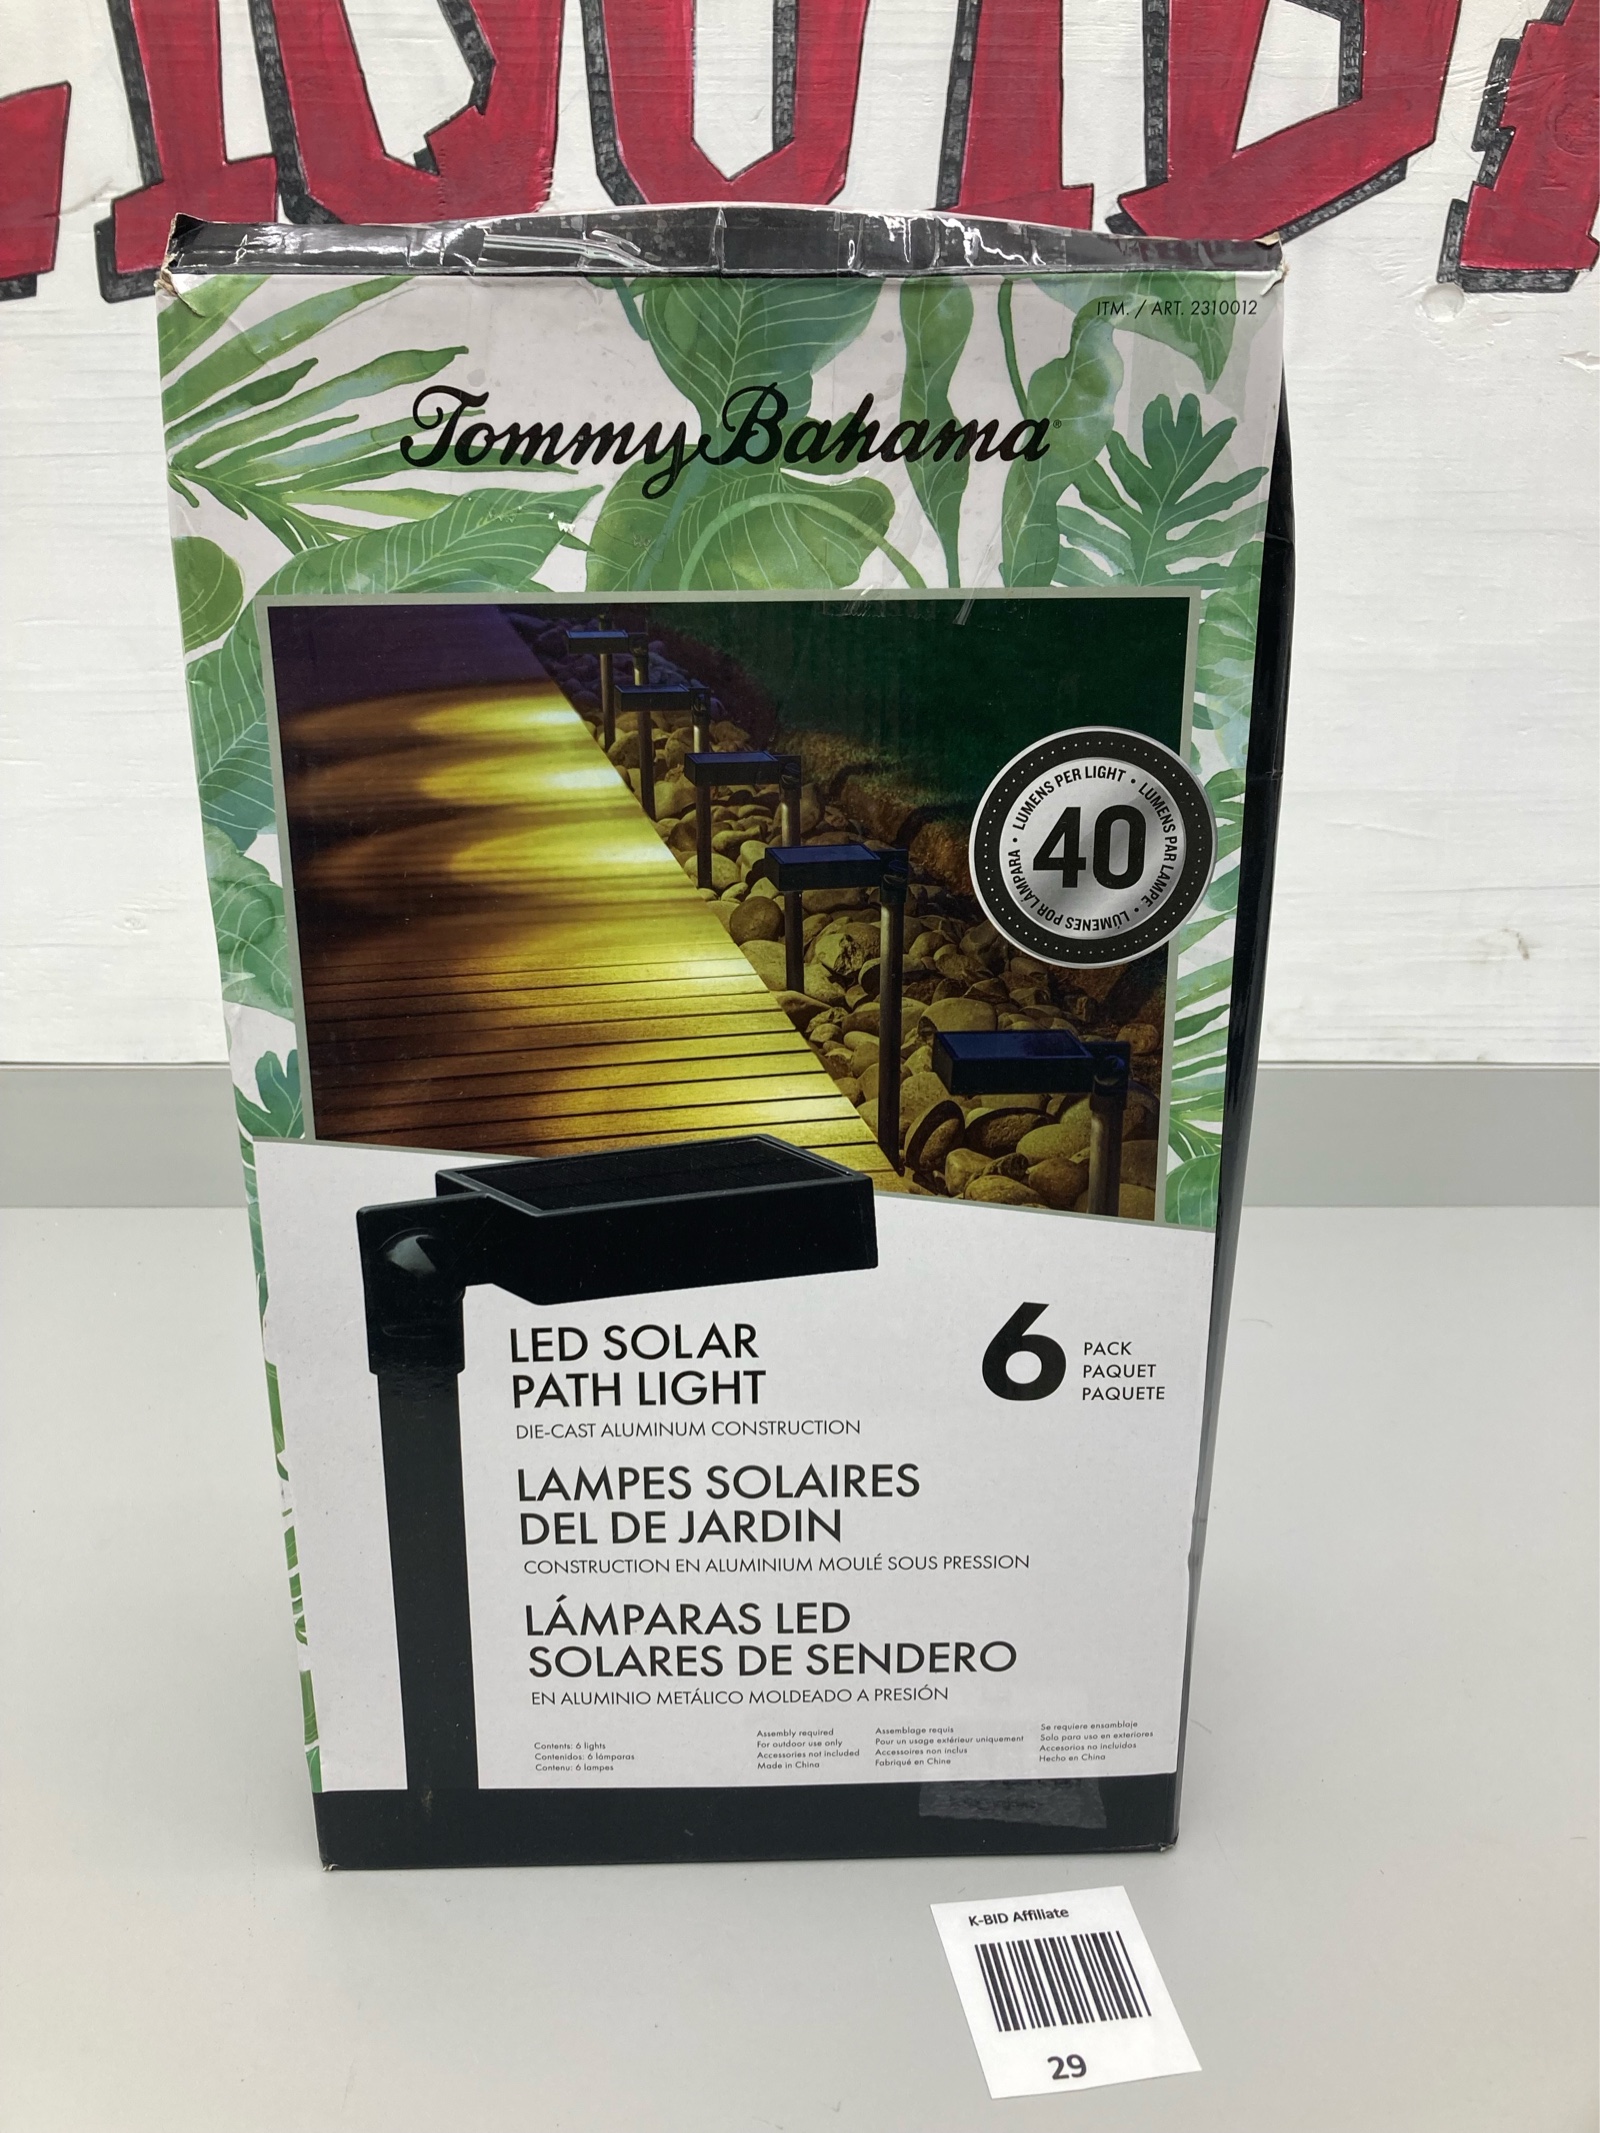 ITM. / ART. 2310012
Tommy Bahama®
LUMENS PER LIGHT • LUMENS PAR LAMPE • LÚMENES POR LÁMPARA •
40
LED SOLAR
PATH LIGHT
DIE-CAST ALUMINUM CONSTRUCTION
6
PACK
PAQUET
PAQUETE
LAMPES SOLAIRES
DEL DE JARDIN
CONSTRUCTION EN ALUMINIUM MOULÉ SOUS PRESSION
LÁMPARAS LED
SOLARES DE SENDERO
EN ALUMINIO METÁLICO MOLDEADO A PRESIÓN
Contents: 6 lights
Contenidos: 6 lámparas
Contenu: 6 lampes
Assembly required
For outdoor use only
Accessories not included
Made in China
Assemblage requis
Pour un usage extérieur uniquement
Accessoires non inclus
Fabriqué en Chine
Se requiere ensamblaje
Solo para uso en exteriores
Accesorios no incluidos
Hecho en China
K-BID Affiliate
29